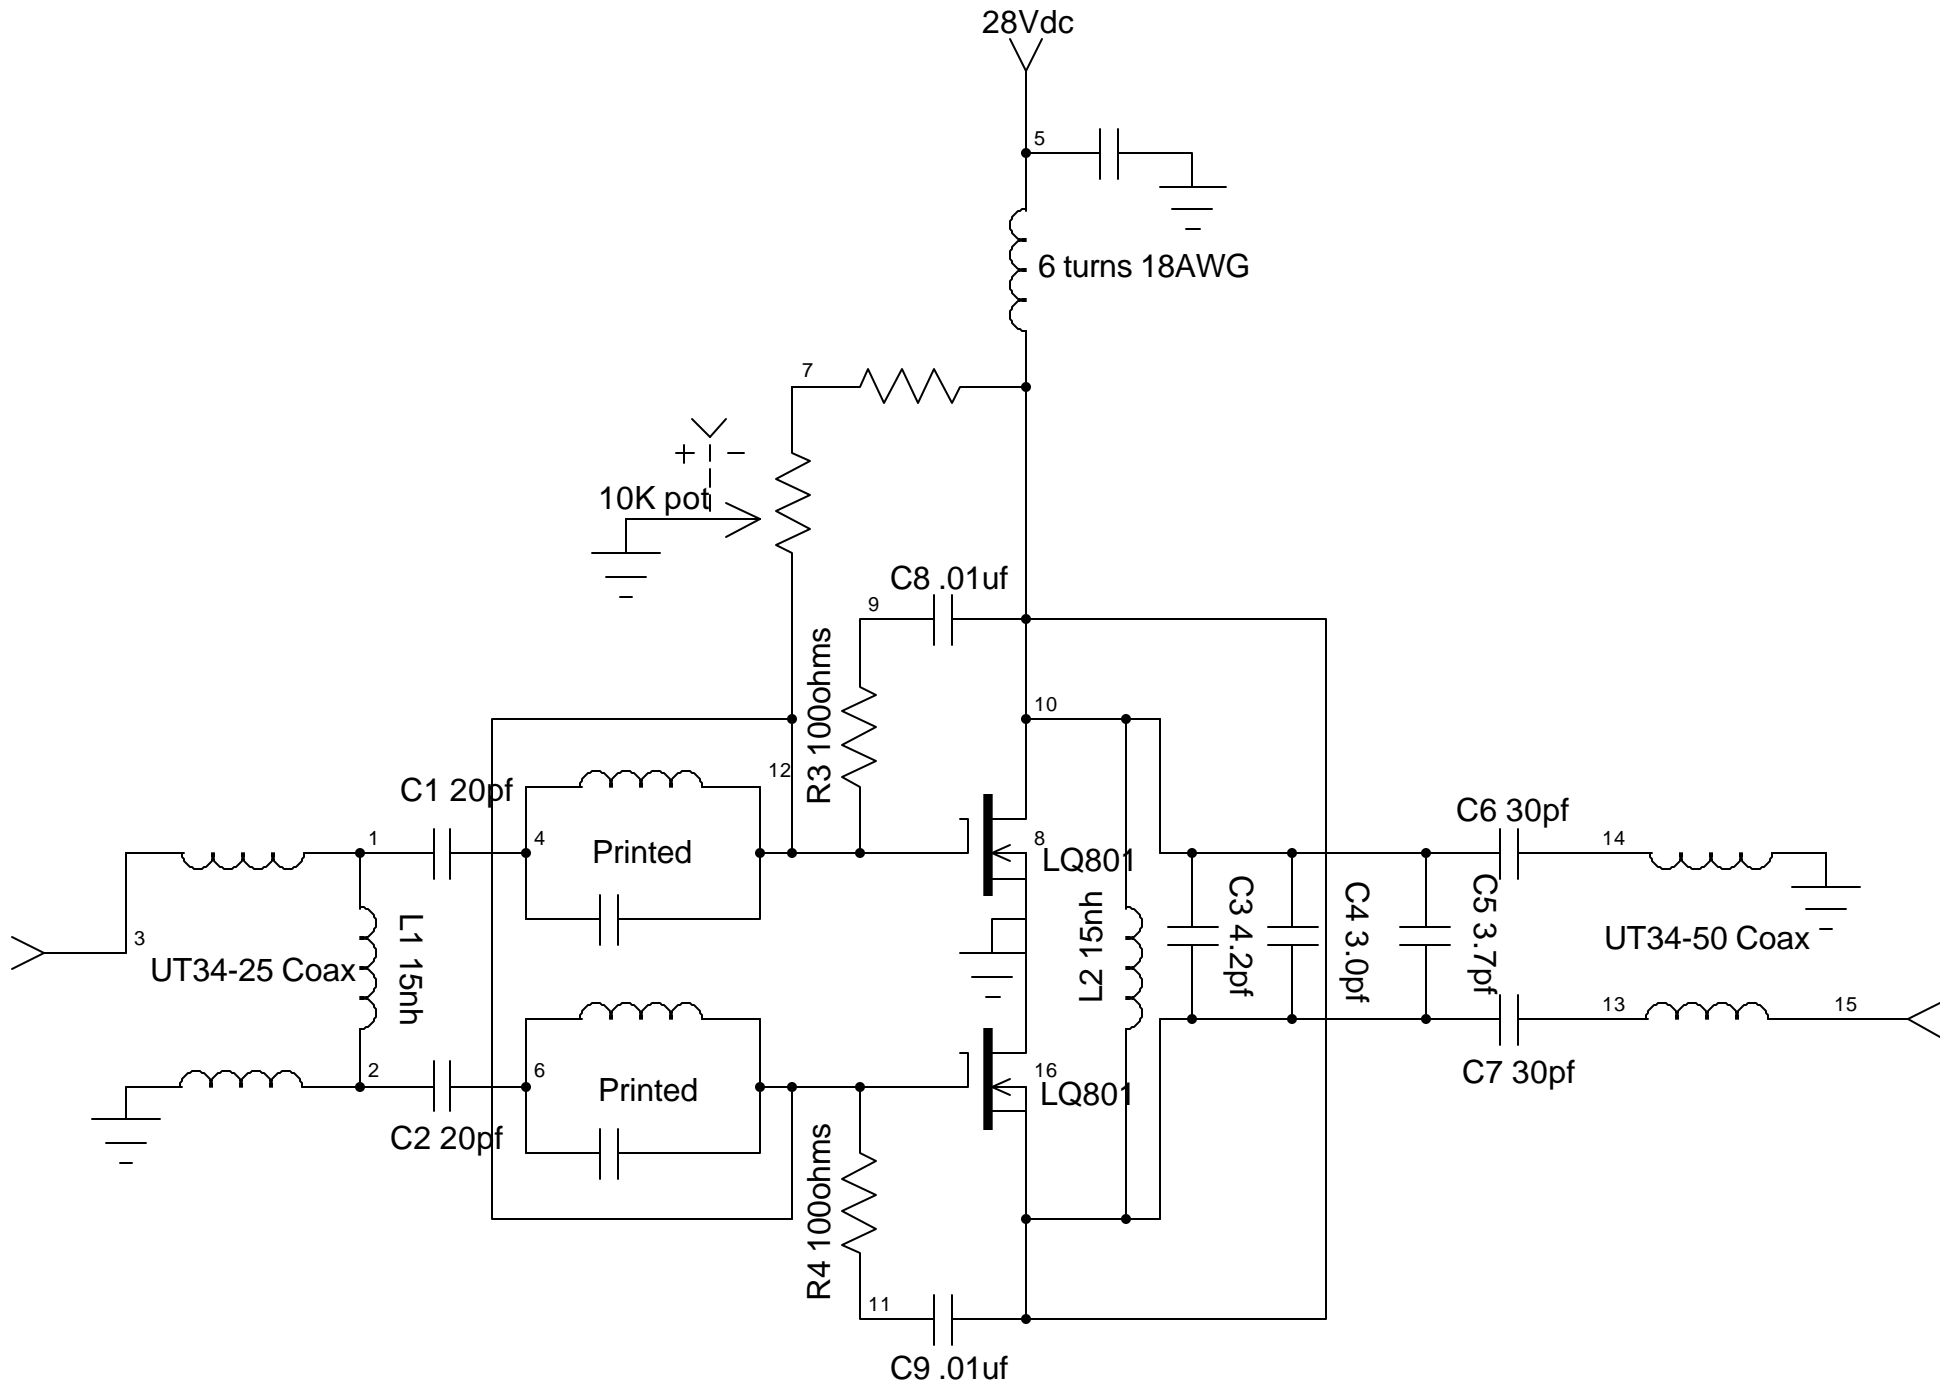 28Vdc
5
6 turns 18AWG
7
+ -
10K pot
C8 .01uf
9
R3 100ohms
10
12
C1 20pf
C6 30pf
1
4
Printed
8
LQ801
14
L1 15nh
L2 15nh
C3 4.2pf
C4 3.0pf
C5 3.7pf
3
UT34-25 Coax
UT34-50 Coax
13
15
2
6
Printed
16
LQ801
C7 30pf
C2 20pf
R4 100ohms
11
C9 .01uf